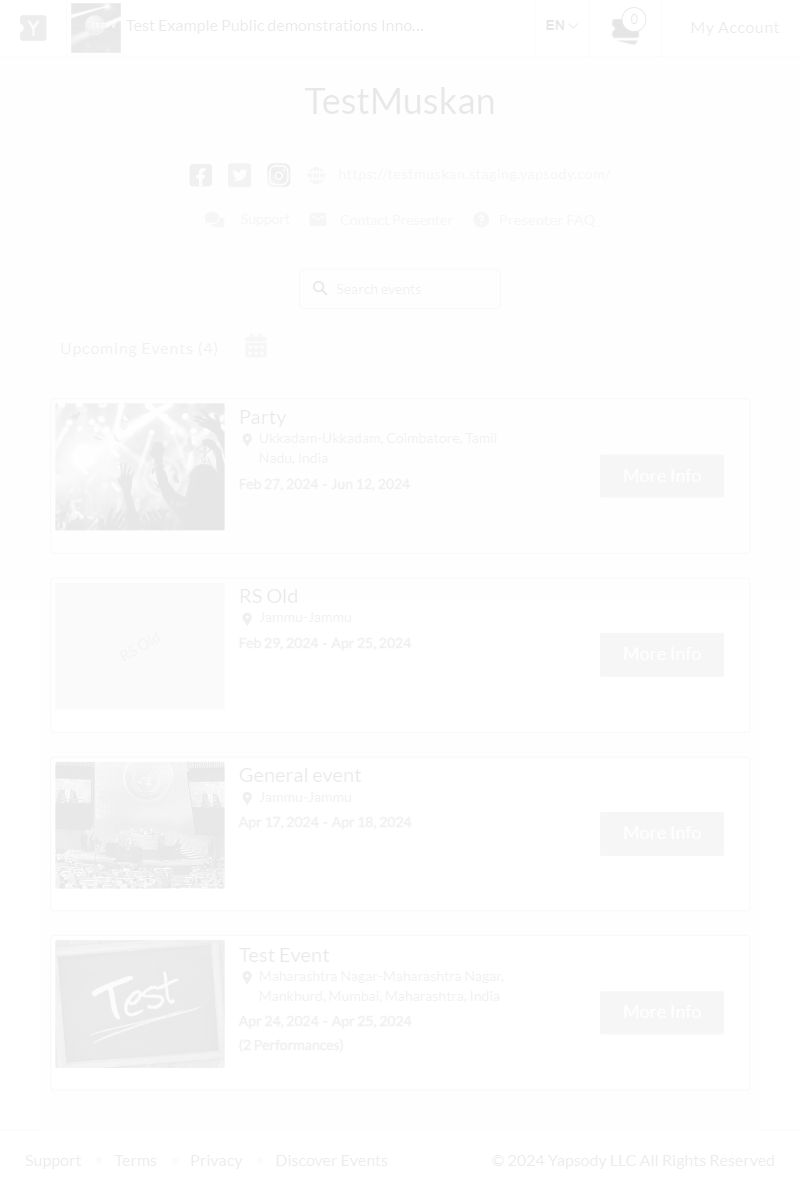 Y
Test Example Public demonstrations Inno...
EN
0
My Account
TestMuskan
https://testmuskan.staging.yapsody.com/
Support
Contact Presenter
Presenter FAQ
Search events
Upcoming Events (4)
Party
Ukkadam-Ukkadam, Coimbatore, Tamil
Nadu, India
Feb 27, 2024 - Jun 12, 2024
More Info
RS Old
RS Old
Jammu-Jammu
Feb 29, 2024 - Apr 25, 2024
More Info
General event
Jammu-Jammu
Apr 17, 2024 - Apr 18, 2024
More Info
Test
Test Event
Maharashtra Nagar-Maharashtra Nagar,
Mankhurd, Mumbai, Maharashtra, India
Apr 24, 2024 - Apr 25, 2024
(2 Performances)
More Info
Support
Terms
Privacy
Discover Events
© 2024 Yapsody LLC All Rights Reserved